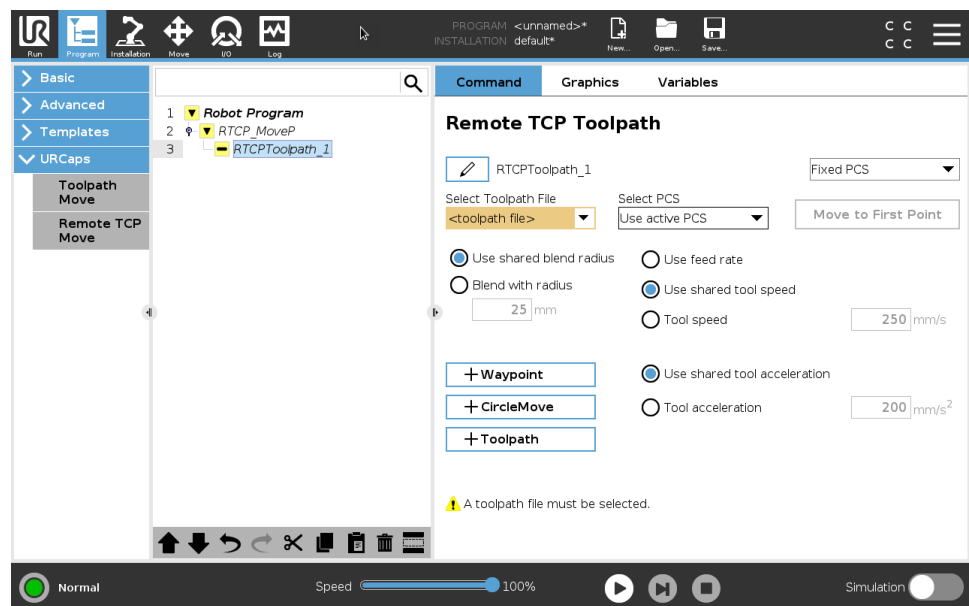 UR
Run
Program
Installation
Move
I/O
Log
PROGRAM <unnamed>*
INSTALLATION default*
New...
Open...
Save...
C C
C C
Basic
Advanced
Templates
URCaps
Toolpath
Move
Remote TCP
Move
1 Robot Program
2 RTCP_MoveP
3 RTCPToolpath_1
Command Graphics Variables
Remote TCP Toolpath
RTCPToolpath_1
Fixed PCS
Select Toolpath File
<toolpath file>
Select PCS
Use active PCS
Move to First Point
Use shared blend radius
Blend with radius
25 mm
Use feed rate
Use shared tool speed
Tool speed 250 mm/s
+Waypoint
+CircleMove
+Toolpath
Use shared tool acceleration
Tool acceleration 200 mm/s²
A toolpath file must be selected.
Normal
Speed 100%
Simulation